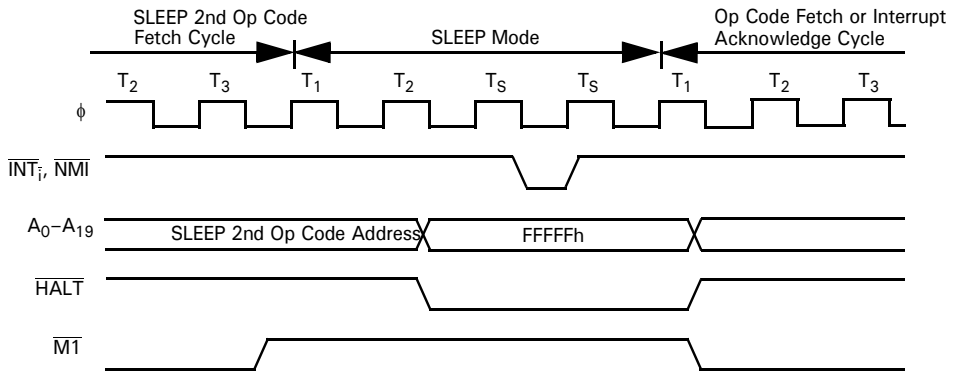 SLEEP 2nd Op Code
Fetch Cycle
SLEEP Mode
Op Code Fetch or Interrupt
Acknowledge Cycle
T2 T3 T1 T2 TS TS T1 T2 T3
ϕ
INTi, NMI
A0–A19
SLEEP 2nd Op Code Address
FFFFFh
HALT
M1